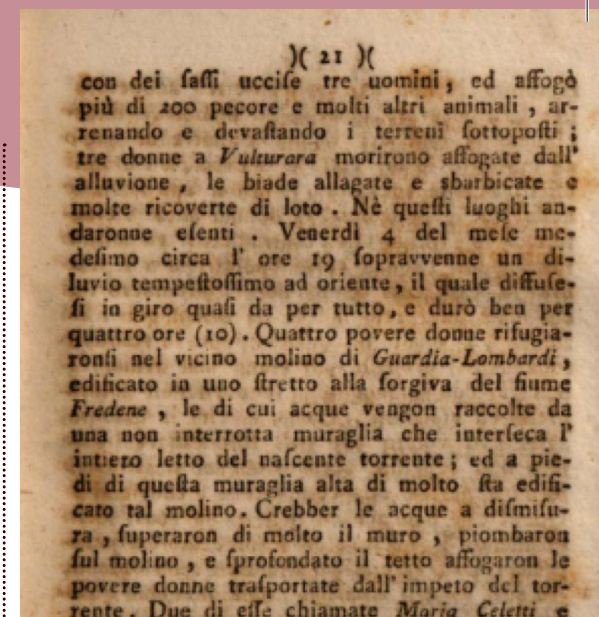 )( 21 )(
con dei ſaſſi ucciſe tre uomini, ed affogò
più di 200 pecore e molti altri animali, ar-
renando e devaſtando i terreni ſottopoſti;
tre donne a Vulturara morirono affogate dall'
alluvione, le biade allagate e sbarbicate e
molte ricoverte di loto. Nè queſti luoghi an-
daronne eſenti. Venerdì 4 del meſe me-
deſimo circa l' ore 19 ſopravvenne un di-
luvio tempeſtoſſimo ad oriente, il quale diffuſe-
ſi in giro quaſi da per tutto, e durò ben per
quattro ore (10). Quattro povere donne rifugia-
ronſi nel vicino molino di Guardia-Lombardi,
edificato in uno ſtretto alla ſorgiva del fiume
Fredene, le di cui acque vengon raccolte da
una non interrotta muraglia che interſeca l'
intiero letto del naſcente torrente; ed a pie-
di di queſta muraglia alta di molto ſta edifi-
cato tal molino. Crebber le acque a diſmiſu-
ra, ſuperaron di molto il muro, piombaron
ſul molino, e ſprofondato il tetto affogaron le
povere donne traſportate dall' impeto del tor-
rente. Due di eſſe chiamate Maria Celetti e